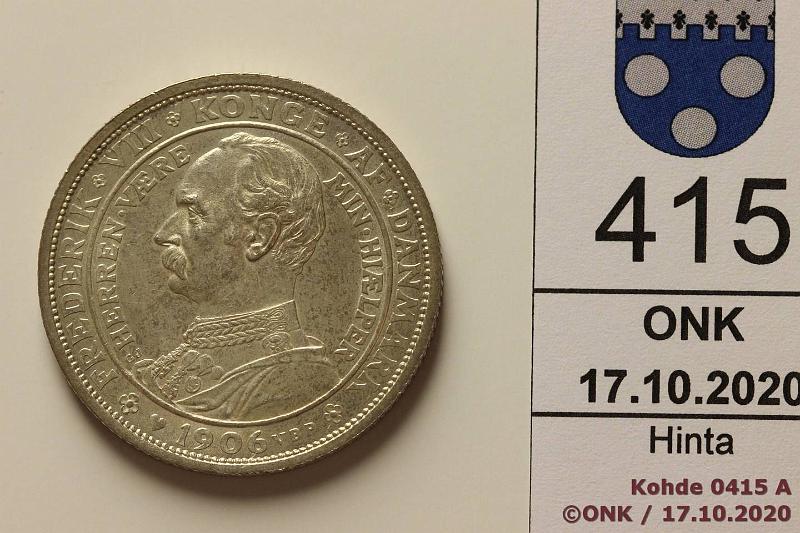 FREDERIK · VIII KONGE AF DANMARK
HERREN · VÆRE MIN · HJÆLPER
1906 VBP
415
ONK
17.10.2020
Hinta
Kohde 0415 A
©ONK / 17.10.2020